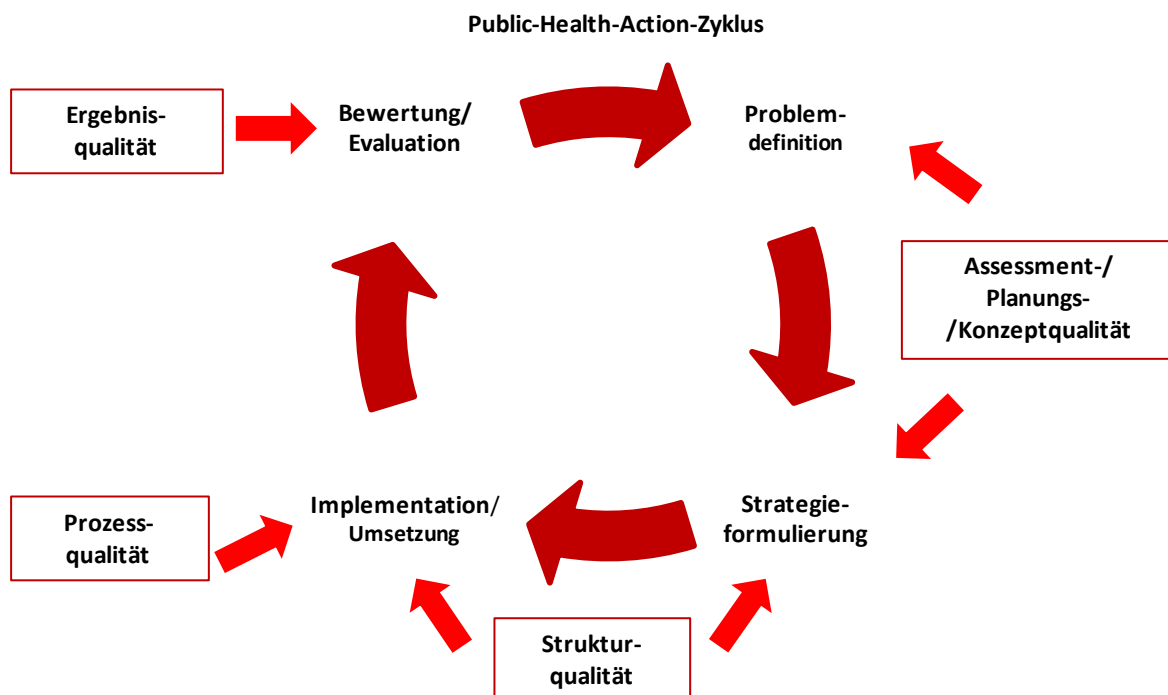 Public-Health-Action-Zyklus
Ergebnis-
qualität
Bewertung/
Evaluation
Problem-
definition
Assessment-/
Planungs-
/Konzeptqualität
Prozess-
qualität
Implementation/
Umsetzung
Strategie-
formulierung
Struktur-
qualität